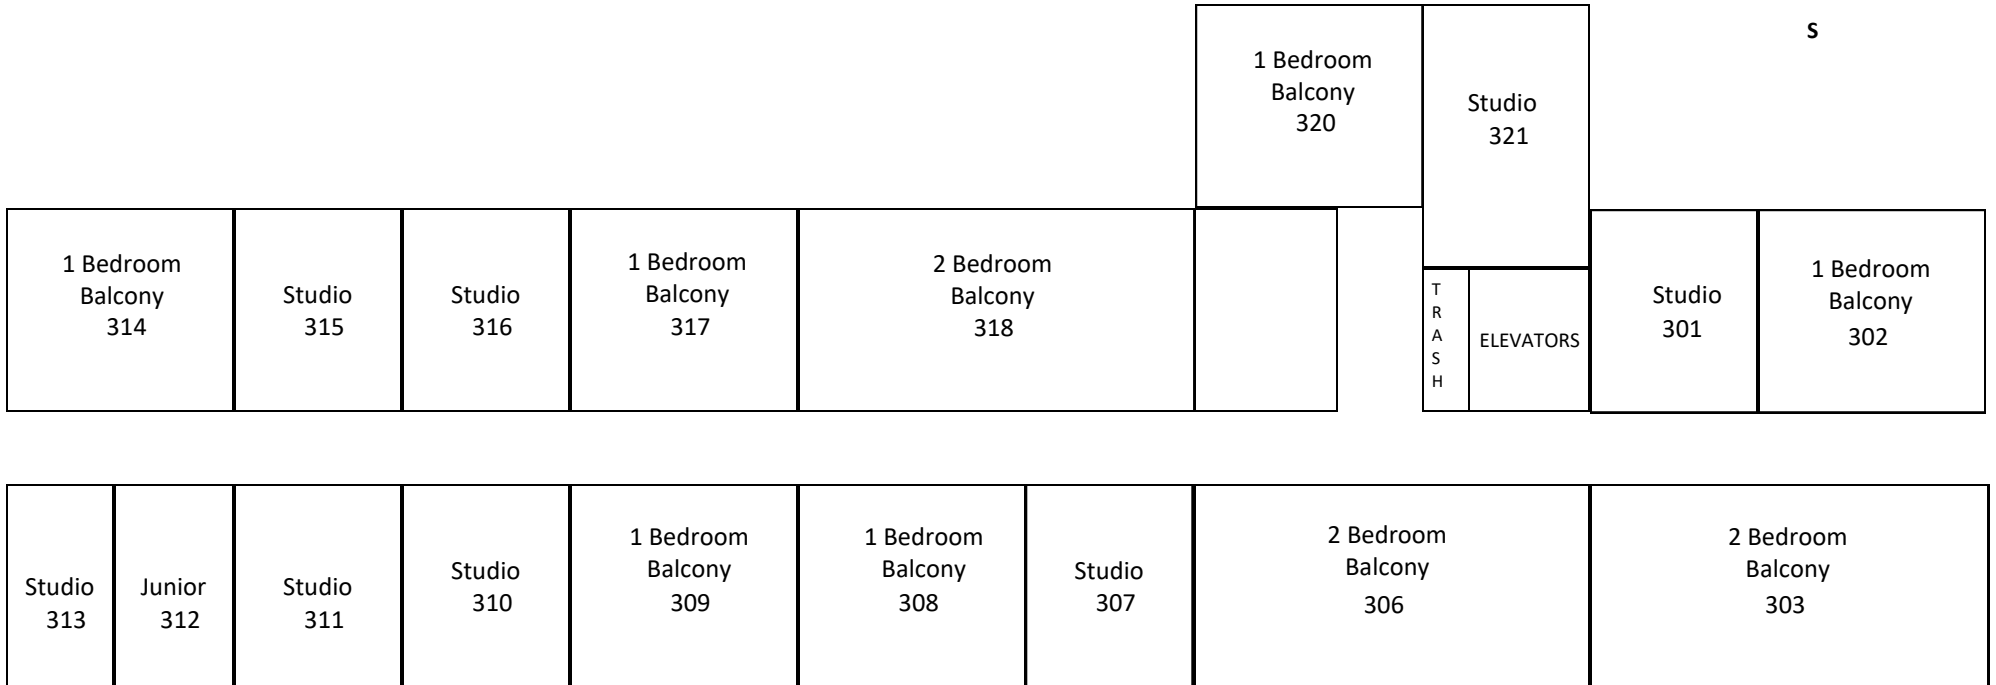 S
1 Bedroom
Balcony
320
Studio
321
1 Bedroom
Balcony
314
Studio
315
Studio
316
1 Bedroom
Balcony
317
2 Bedroom
Balcony
318
T
R
A
S
H
ELEVATORS
Studio
301
1 Bedroom
Balcony
302
Studio
313
Junior
312
Studio
311
Studio
310
1 Bedroom
Balcony
309
1 Bedroom
Balcony
308
Studio
307
2 Bedroom
Balcony
306
2 Bedroom
Balcony
303